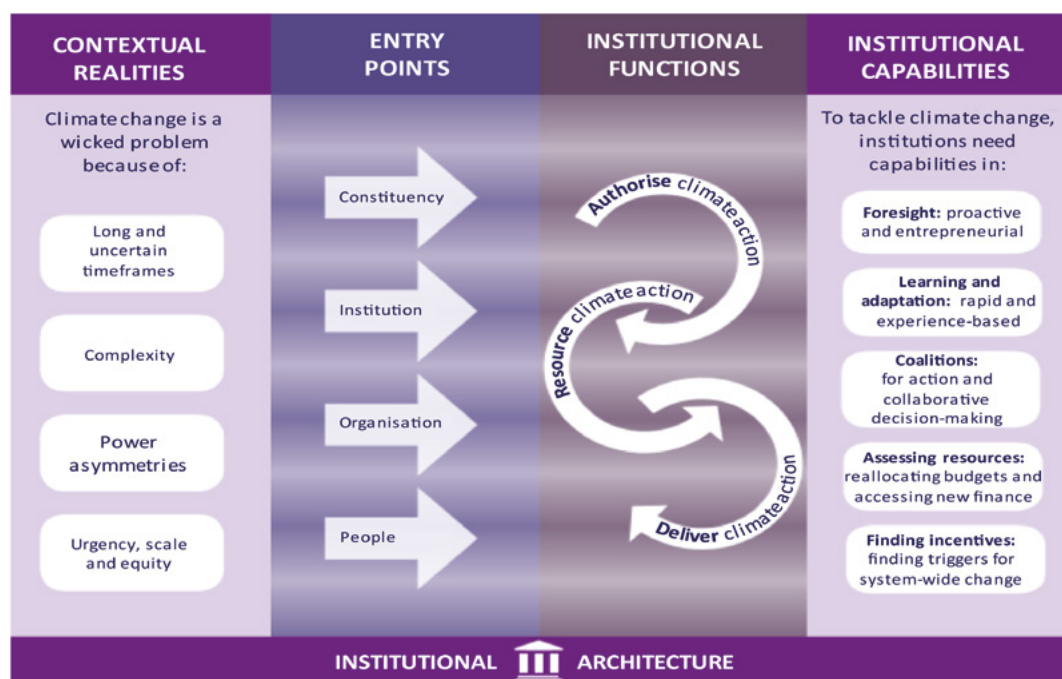 CONTEXTUAL
REALITIES
Climate change is a
wicked problem
because of:
Long and
uncertain
timeframes
Complexity
Power
asymmetries
Urgency, scale
and equity
ENTRY
POINTS
Constituency
Institution
Organisation
People
INSTITUTIONAL
FUNCTIONS
Authorise climate action
Resource climate action
Deliver climate action
INSTITUTIONAL
CAPABILITIES
To tackle climate change,
institutions need
capabilities in:
Foresight: proactive
and entrepreneurial
Learning and
adaptation: rapid and
experience-based
Coalitions:
for action and
collaborative
decision-making
Assessing resources:
reallocating budgets and
accessing new finance
Finding incentives:
finding triggers for
system-wide change
INSTITUTIONAL ARCHITECTURE